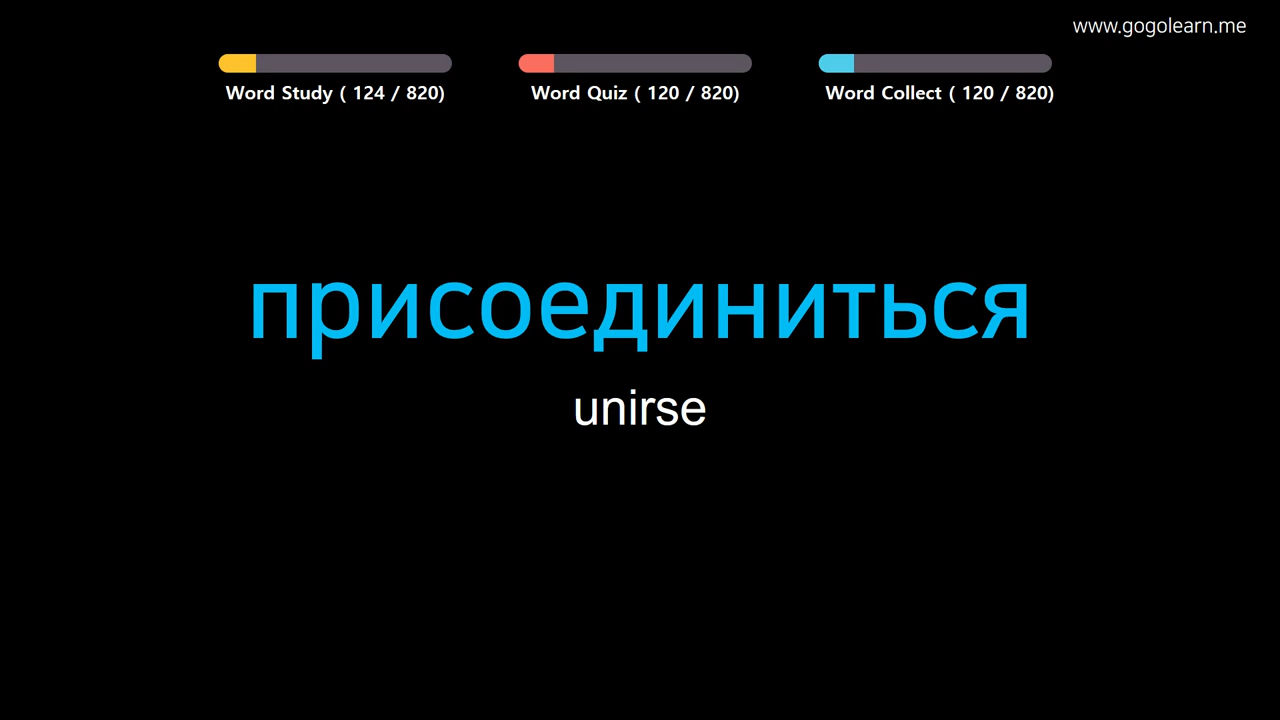 www.gogolearn.me
Word Study ( 124 / 820)
Word Quiz ( 120 / 820)
Word Collect ( 120 / 820)
присоединиться
unirse